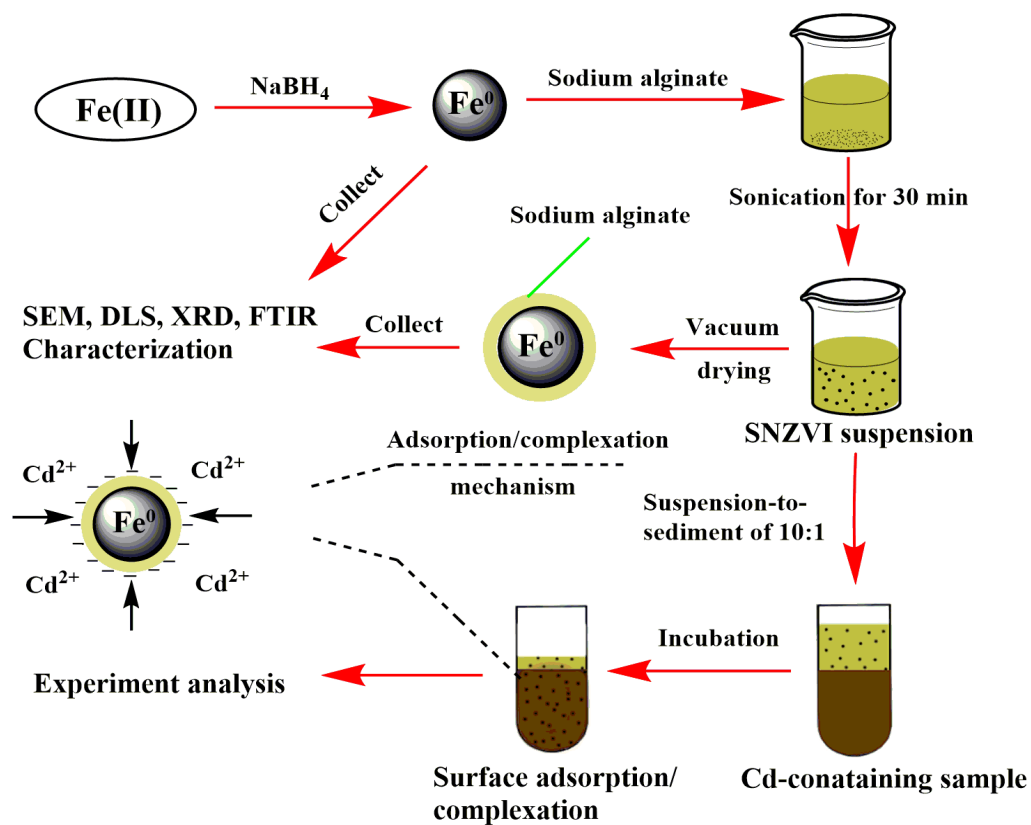 Fe(II)
NaBH₄
Fe⁰
Sodium alginate
Collect
Sonication for 30 min
Sodium alginate
SEM, DLS, XRD, FTIR
Characterization
Collect
Fe⁰
Vacuum
drying
SNZVI suspension
Adsorption/complexation
mechanism
Cd²⁺
Cd²⁺
Fe⁰
Cd²⁺
Cd²⁺
Suspension-to-
sediment of 10:1
Incubation
Experiment analysis
Surface adsorption/
complexation
Cd-conataining sample